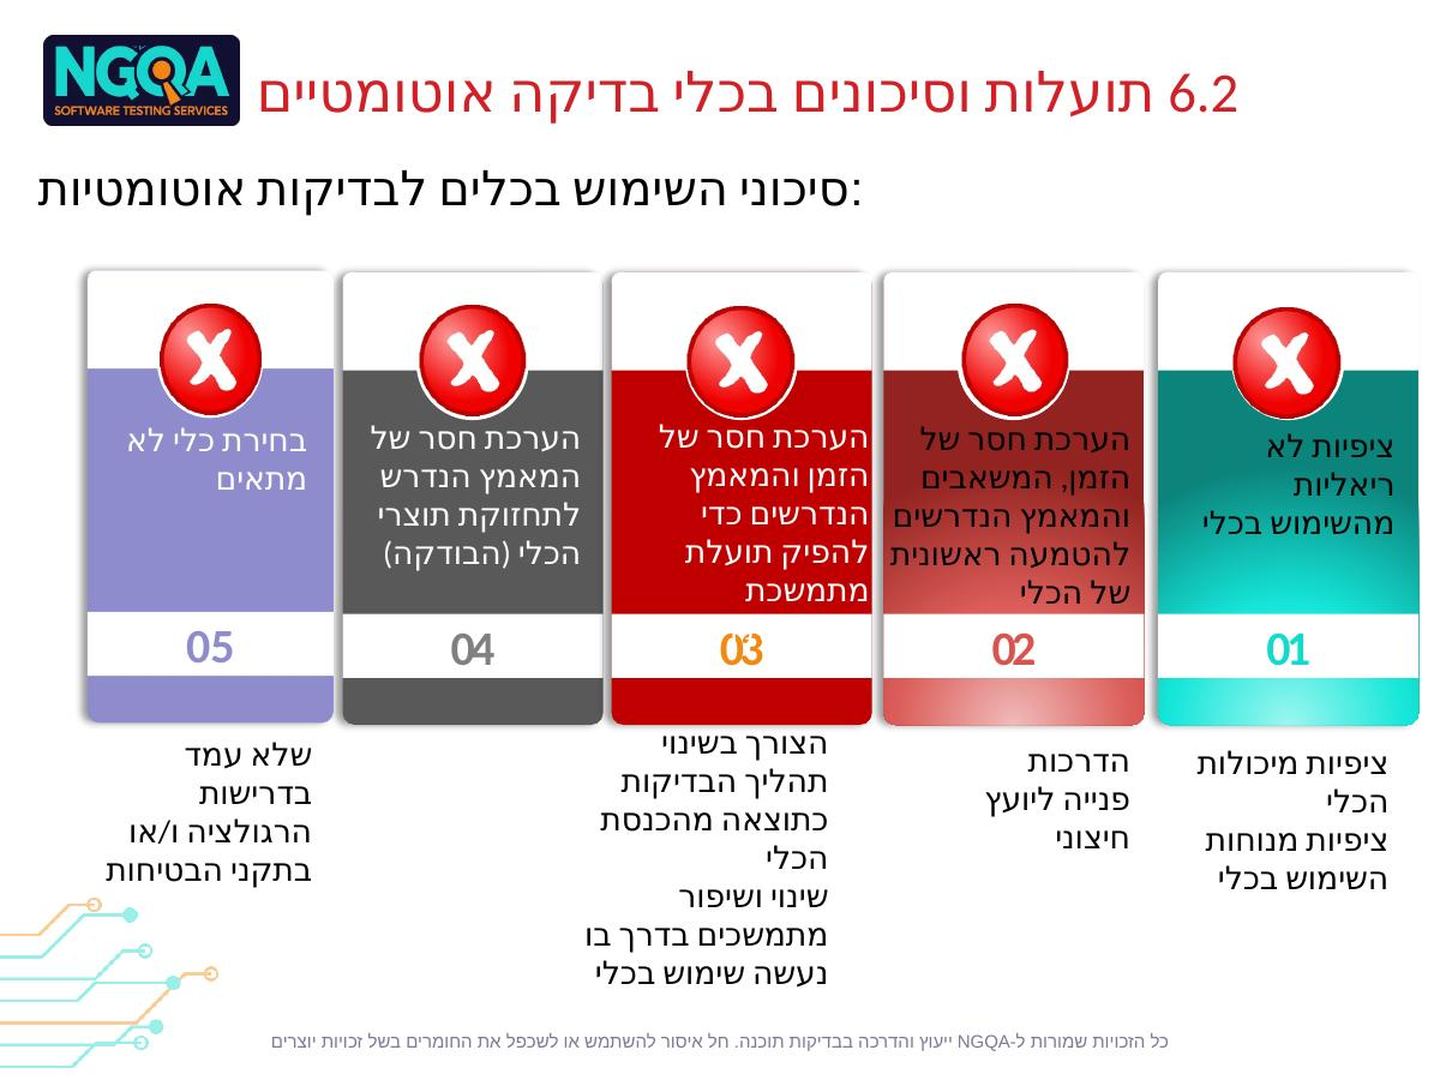 NGQA
SOFTWARE TESTING SERVICES
6.2 תועלות וסיכונים בכלי בדיקה אוטומטיים
סיכוני השימוש בכלים לבדיקות אוטומטיות:
ציפיות לא
ריאליות
מהשימוש בכלי
01
ציפיות מיכולות
הכלי
ציפיות מנוחות
השימוש בכלי
הערכת חסר של
הזמן, המשאבים
והמאמץ הנדרשים
להטמעה ראשונית
של הכלי
02
הדרכות
פנייה ליועץ
חיצוני
הערכת חסר של
הזמן והמאמץ
הנדרשים כדי
להפיק תועלת
מתמשכת
03
הצורך בשינוי
תהליך הבדיקות
כתוצאה מהכנסת
הכלי
שינוי ושיפור
מתמשכים בדרך בו
נעשה שימוש בכלי
הערכת חסר של
המאמץ הנדרש
לתחזוקת תוצרי
הכלי (הבודקה)
04
בחירת כלי לא
מתאים
05
שלא עמד
בדרישות
הרגולציה ו/או
בתקני הבטיחות
כל הזכויות שמורות ל-NGQA ייעוץ והדרכה בבדיקות תוכנה. חל איסור להשתמש או לשכפל את החומרים בשל זכויות יוצרים